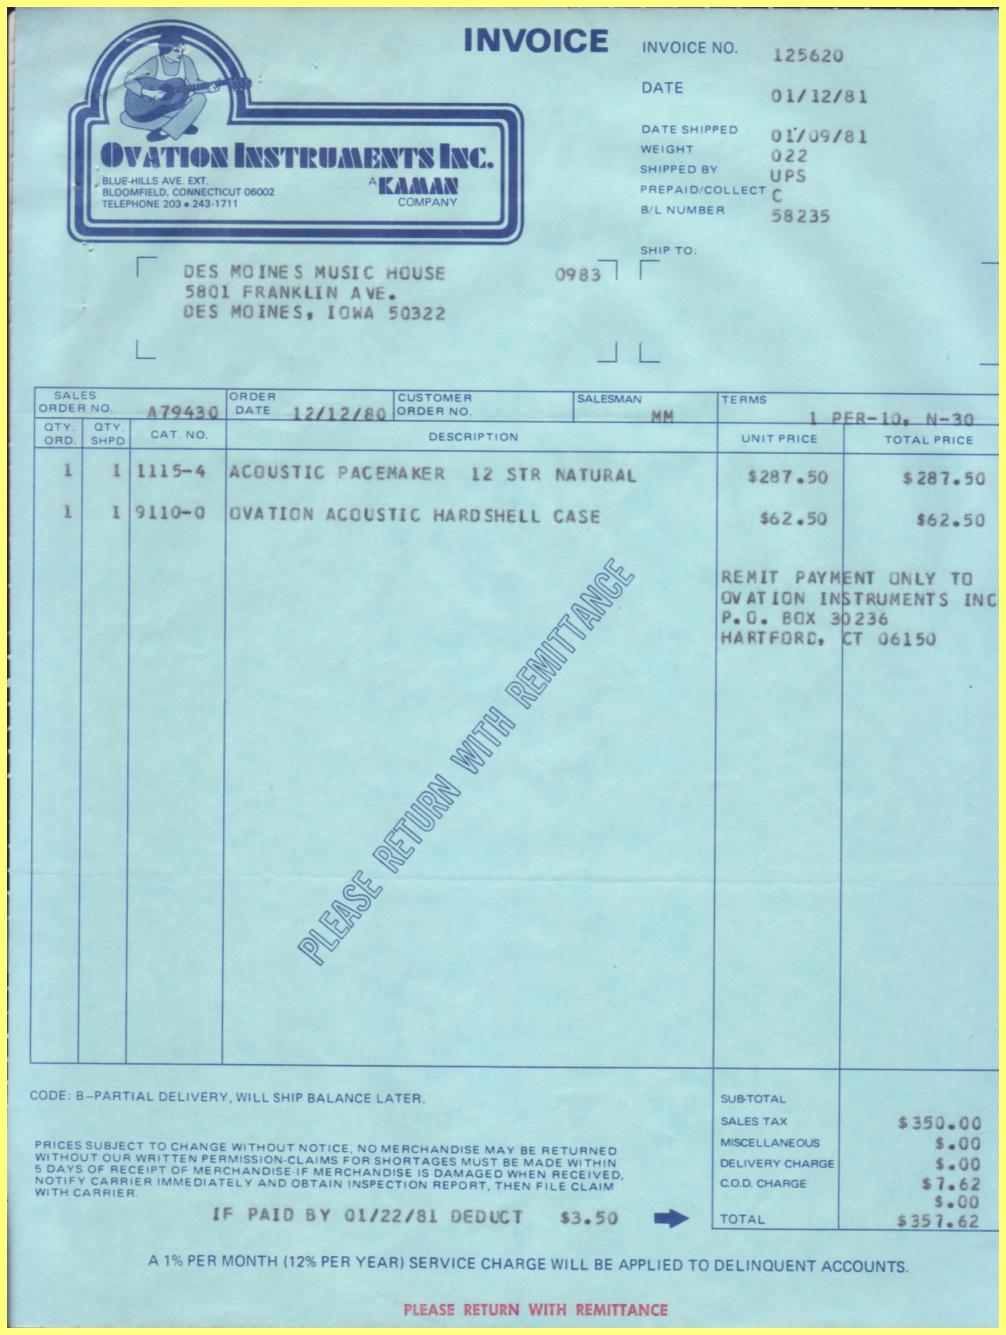 INVOICE
INVOICE NO. 125620
DATE 01/12/81
DATE SHIPPED 01/09/81
WEIGHT 022
SHIPPED BY UPS
PREPAID/COLLECT C
B/L NUMBER 58235
OVATION INSTRUMENTS INC.
BLUE HILLS AVE. EXT.
BLOOMFIELD, CONNECTICUT 06002
TELEPHONE 203 • 243-1711
A KAMAN
COMPANY
SHIP TO:
DES MOINES MUSIC HOUSE 0983
5801 FRANKLIN AVE.
DES MOINES, IOWA 50322
SALES ORDER NO. A79430 ORDER DATE 12/12/80 CUSTOMER ORDER NO. SALESMAN MM TERMS 1 PER-10, N-30
QTY. ORD. QTY. SHPD CAT. NO. DESCRIPTION UNIT PRICE TOTAL PRICE
1 1 1115-4 ACOUSTIC PACEMAKER 12 STR NATURAL $287.50 $287.50
1 1 9110-0 OVATION ACOUSTIC HARDSHELL CASE $62.50 $62.50
REMIT PAYMENT ONLY TO
OVATION INSTRUMENTS INC
P.O. BOX 30236
HARTFORD, CT 06150
PLEASE RETURN WITH REMITTANCE
CODE: B—PARTIAL DELIVERY, WILL SHIP BALANCE LATER.
SUB-TOTAL
SALES TAX $350.00
MISCELLANEOUS $.00
DELIVERY CHARGE $.00
C.O.D. CHARGE $7.62
$.00
TOTAL $357.62
PRICES SUBJECT TO CHANGE WITHOUT NOTICE, NO MERCHANDISE MAY BE RETURNED
WITHOUT OUR WRITTEN PERMISSION-CLAIMS FOR SHORTAGES MUST BE MADE WITHIN
5 DAYS OF RECEIPT OF MERCHANDISE-IF MERCHANDISE IS DAMAGED WHEN RECEIVED,
NOTIFY CARRIER IMMEDIATELY AND OBTAIN INSPECTION REPORT, THEN FILE CLAIM
WITH CARRIER.
IF PAID BY 01/22/81 DEDUCT $3.50
A 1% PER MONTH (12% PER YEAR) SERVICE CHARGE WILL BE APPLIED TO DELINQUENT ACCOUNTS.
PLEASE RETURN WITH REMITTANCE